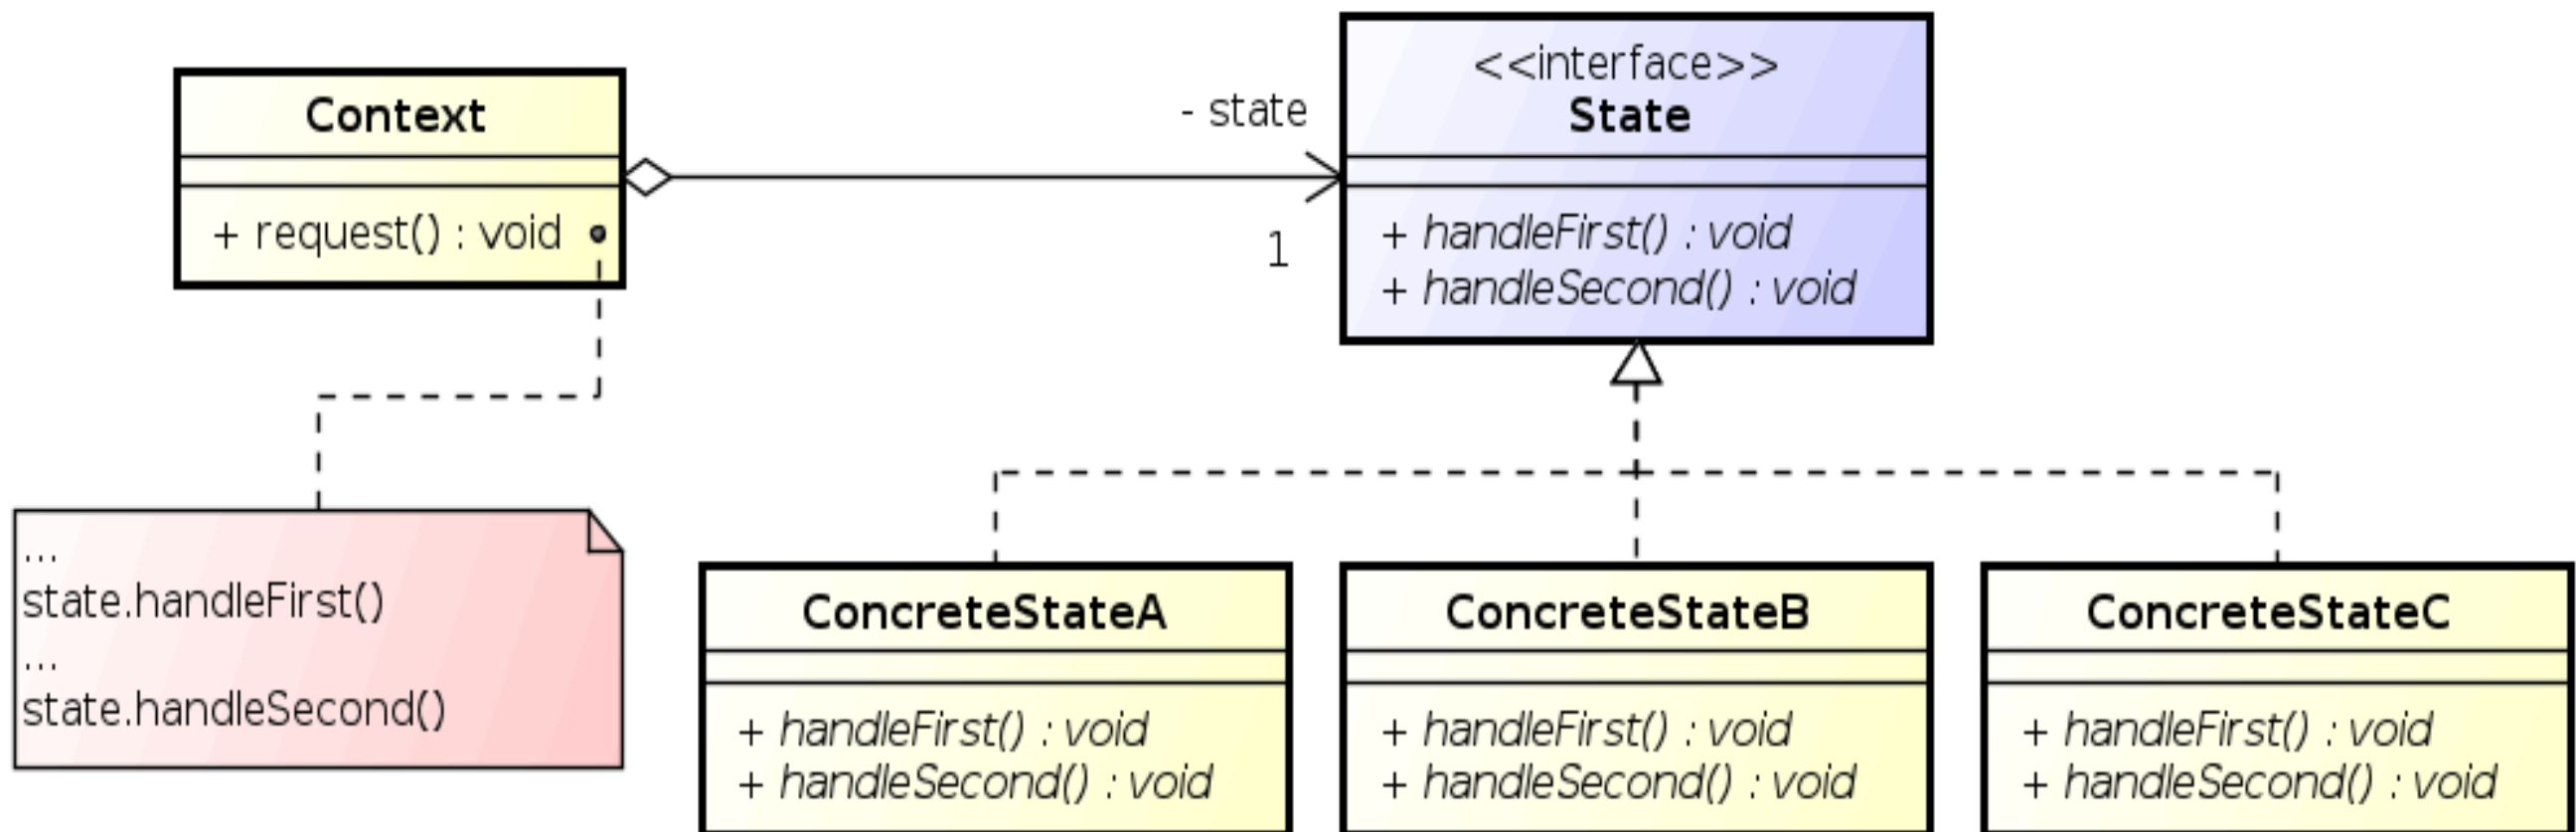 Context
+ request() : void
- state
1
<<interface>>
State
+ handleFirst() : void
+ handleSecond() : void
...
state.handleFirst()
...
state.handleSecond()
ConcreteStateA
+ handleFirst() : void
+ handleSecond() : void
ConcreteStateB
+ handleFirst() : void
+ handleSecond() : void
ConcreteStateC
+ handleFirst() : void
+ handleSecond() : void